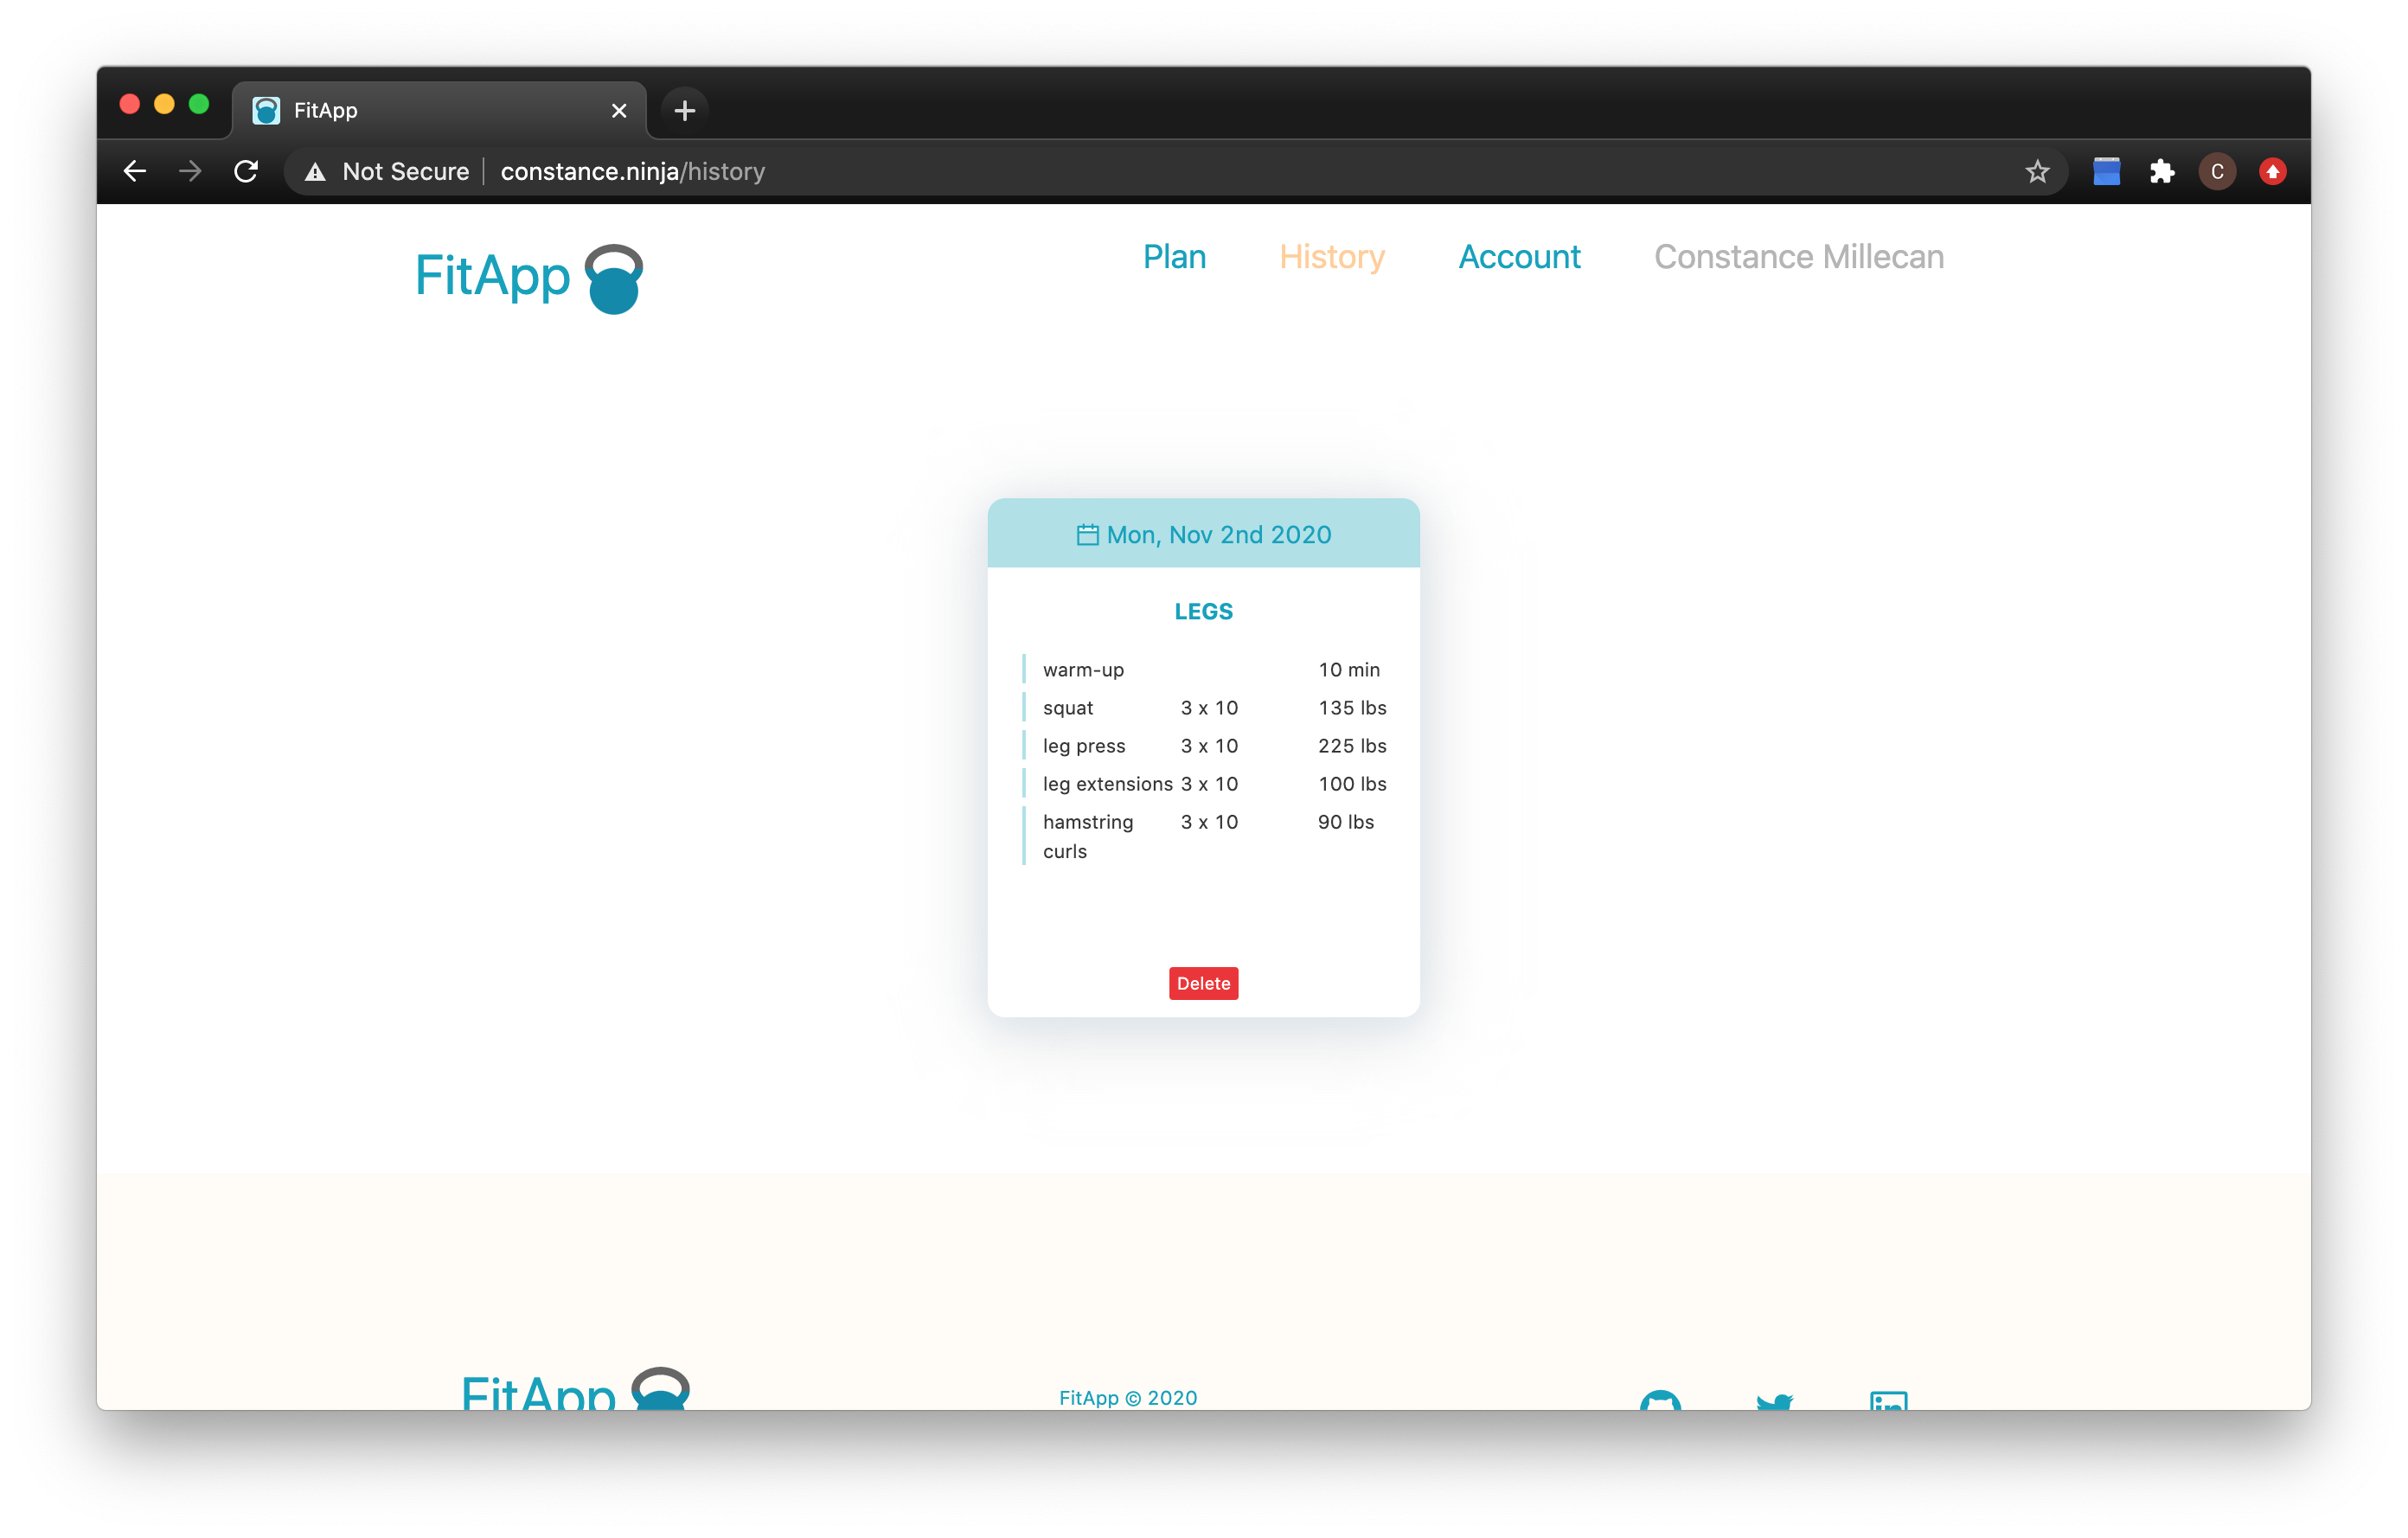 FitApp
Not Secure constance.ninja/history
C
FitApp
Plan History Account Constance Millecan
Mon, Nov 2nd 2020
LEGS
warm-up 10 min
squat 3 x 10 135 lbs
leg press 3 x 10 225 lbs
leg extensions 3 x 10 100 lbs
hamstring 3 x 10 90 lbs
curls
Delete
FitApp
FitApp © 2020
in